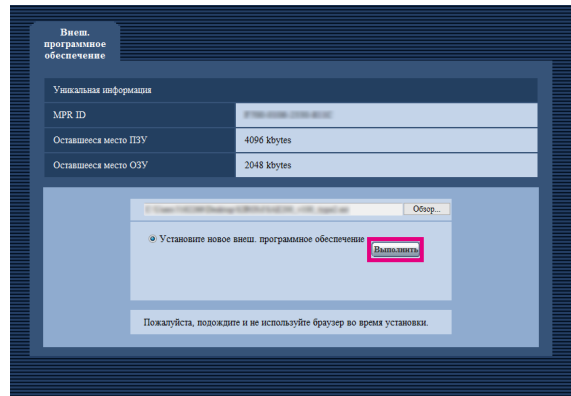 Внеш.
программное
обеспечение
Уникальная информация
MPR ID
Оставшееся место ПЗУ 4096 kbytes
Оставшееся место ОЗУ 2048 kbytes
Обзор...
Установите новое внеш. программное обеспечение
Выполнить
Пожалуйста, подождите и не используйте браузер во время установки.